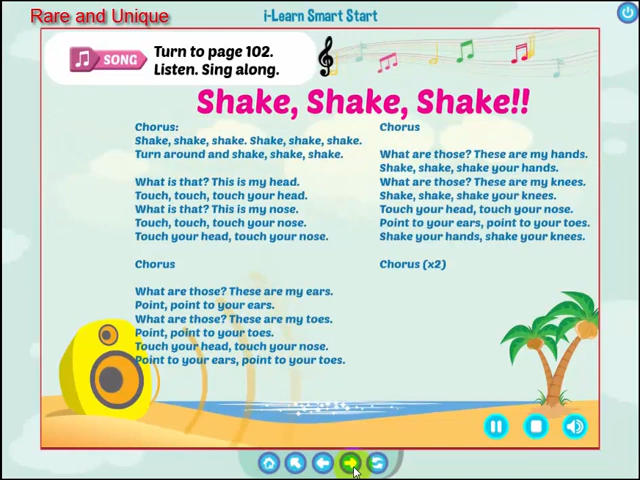 Rare and Unique
i-Learn Smart Start
SONG
Turn to page 102.
Listen. Sing along.
Shake, Shake, Shake!!
Chorus:
Shake, shake, shake. Shake, shake, shake.
Turn around and shake, shake, shake.
What is that? This is my head.
Touch, touch, touch your head.
What is that? This is my nose.
Touch, touch, touch your nose.
Touch your head, touch your nose.
Chorus
What are those? These are my ears.
Point, point to your ears.
What are those? These are my toes.
Point, point to your toes.
Touch your head, touch your nose.
Point to your ears, point to your toes.
Chorus
What are those? These are my hands.
Shake, shake, shake your hands.
What are those? These are my knees.
Shake, shake, shake your knees.
Touch your head, touch your nose.
Point to your ears, point to your toes.
Shake your hands, shake your knees.
Chorus (x2)